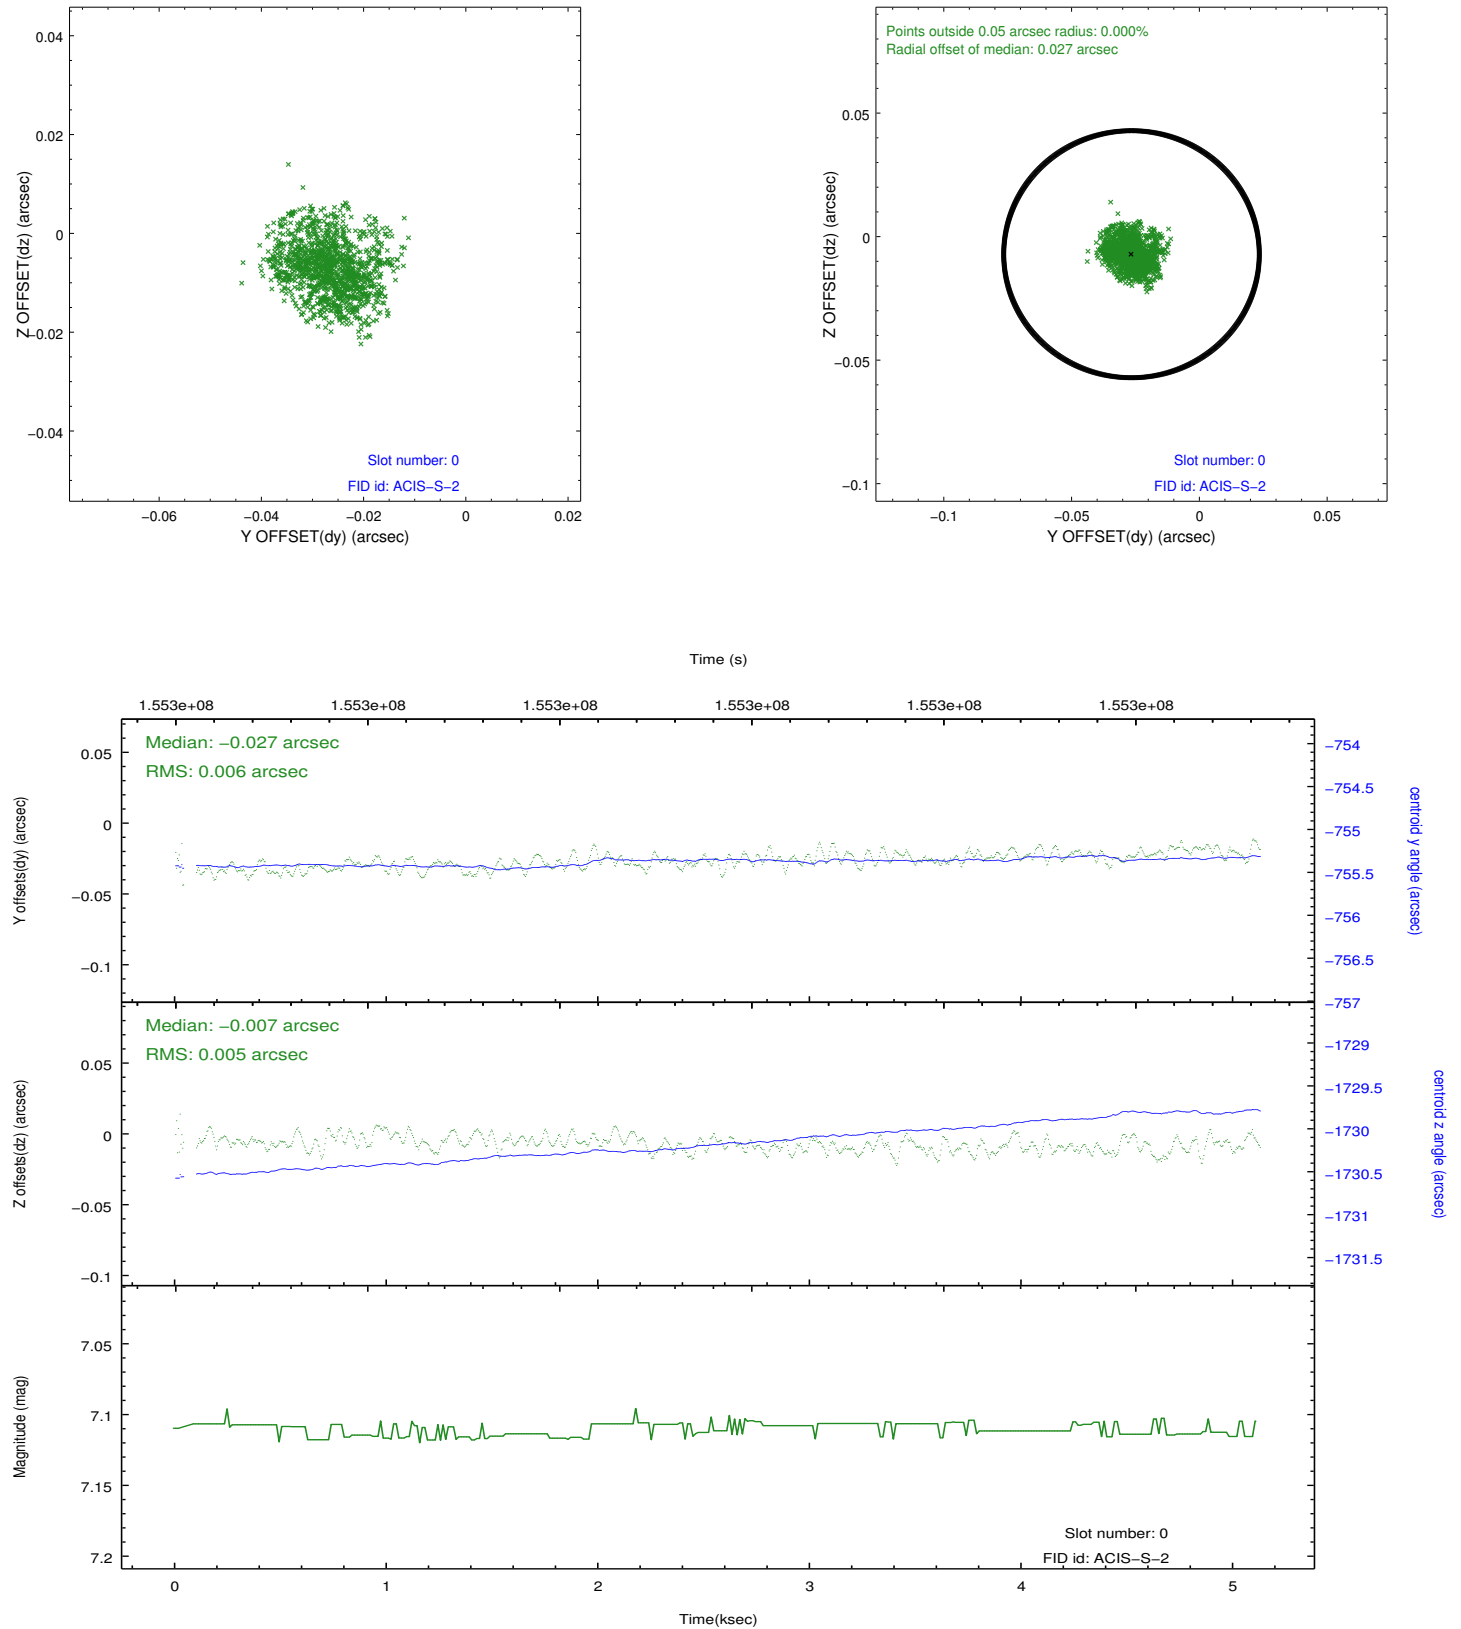 0.04
0.02
0
−0.02
−0.04
Z OFFSET(dz) (arcsec)
Slot number: 0
FID id: ACIS−S−2
−0.06
−0.04
−0.02
0
0.02
Y OFFSET(dy) (arcsec)
Points outside 0.05 arcsec radius: 0.000%
Radial offset of median: 0.027 arcsec
0.05
0
−0.05
−0.1
Z OFFSET(dz) (arcsec)
Slot number: 0
FID id: ACIS−S−2
−0.1
−0.05
0
0.05
Y OFFSET(dy) (arcsec)
Time (s)
1.553e+08
1.553e+08
1.553e+08
1.553e+08
1.553e+08
1.553e+08
Median: −0.027 arcsec
RMS: 0.006 arcsec
0.05
0
−0.05
−0.1
Y offsets(dy) (arcsec)
−754
−754.5
−755
−755.5
−756
−756.5
−757
centroid y angle (arcsec)
Median: −0.007 arcsec
RMS: 0.005 arcsec
0.05
0
−0.05
−0.1
Z offsets(dz) (arcsec)
−1729
−1729.5
−1730
−1730.5
−1731
−1731.5
centroid z angle (arcsec)
7.05
7.1
7.15
7.2
Magnitude (mag)
Slot number: 0
FID id: ACIS−S−2
0
1
2
3
4
5
Time(ksec)